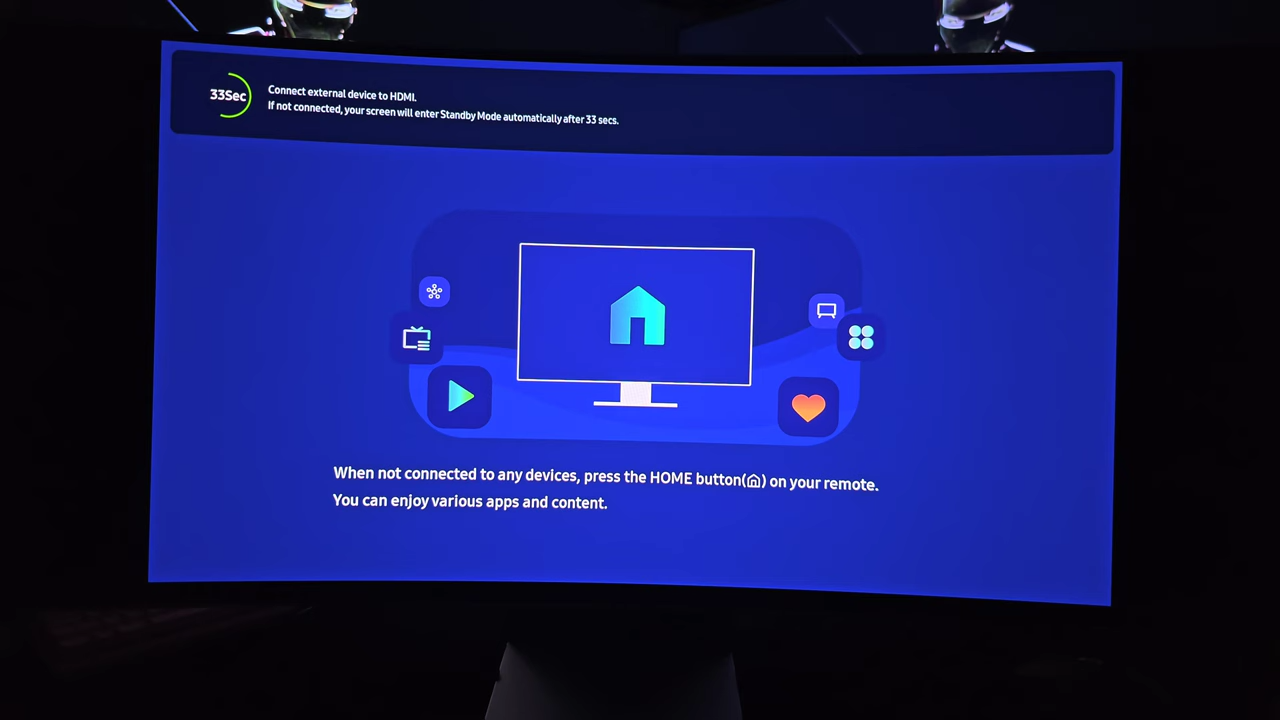 33Sec
Connect external device to HDMI.
If not connected, your screen will enter Standby Mode automatically after 33 secs.
When not connected to any devices, press the HOME button(⌂) on your remote.
You can enjoy various apps and content.